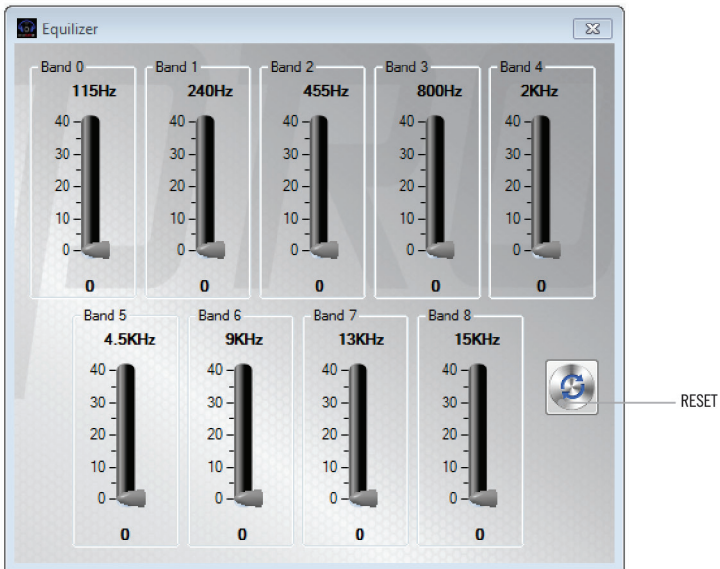 Equilizer
Band 0 Band 1 Band 2 Band 3 Band 4
115Hz 240Hz 455Hz 800Hz 2KHz
40 40 40 40 40
30 30 30 30 30
20 20 20 20 20
10 10 10 10 10
0 0 0 0 0
0 0 0 0 0
Band 5 Band 6 Band 7 Band 8
4.5KHz 9KHz 13KHz 15KHz
40 40 40 40
30 30 30 30
RESET
20 20 20 20
10 10 10 10
0 0 0 0
0 0 0 0